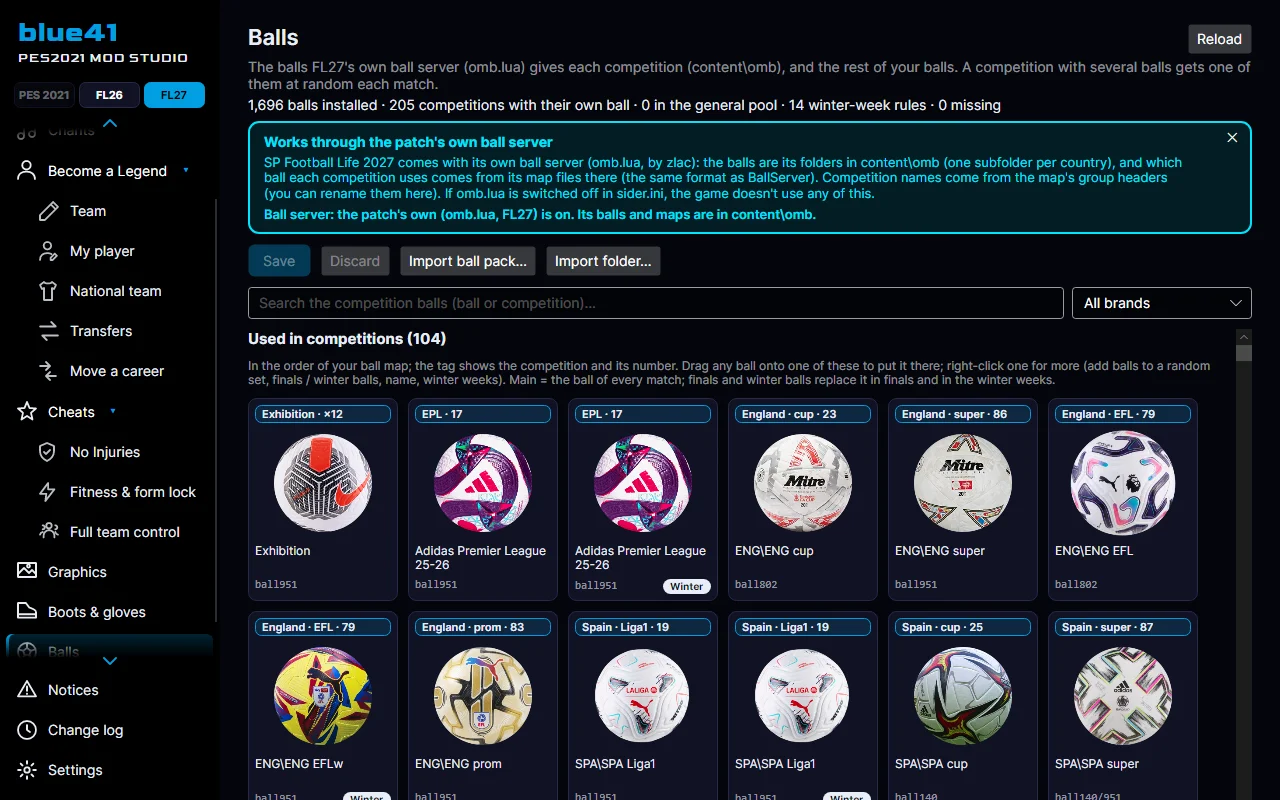 blue41
PES2021 MOD STUDIO
PES 2021
FL26
FL27
Charts
Become a Legend
Team
My player
National team
Transfers
Move a career
Cheats
No Injuries
Fitness & form lock
Full team control
Graphics
Boots & gloves
Balls
Notices
Change log
Settings
Balls
Reload
The balls FL27's own ball server (omb.lua) gives each competition (content\omb), and the rest of your balls. A competition with several balls gets one of
them at random each match.
1,696 balls installed · 205 competitions with their own ball · 0 in the general pool · 14 winter-week rules · 0 missing
Works through the patch's own ball server
SP Football Life 2027 comes with its own ball server (omb.lua, by zlac): the balls are its folders in content\omb (one subfolder per country), and which
ball each competition uses comes from its map files there (the same format as BallServer). Competition names come from the map's group headers
(you can rename them here). If omb.lua is switched off in sider.ini, the game doesn't use any of this.
Ball server: the patch's own (omb.lua, FL27) is on. Its balls and maps are in content\omb.
Save
Discard
Import ball pack...
Import folder...
Search the competition balls (ball or competition)...
All brands
Used in competitions (104)
In the order of your ball map; the tag shows the competition and its number. Drag any ball onto one of these to put it there; right-click one for more (add balls to a random
set, finals / winter balls, name, winter weeks). Main = the ball of every match; finals and winter balls replace it in finals and in the winter weeks.
Exhibition · ×12
EPL · 17
EPL · 17
England · cup · 23
England · super · 86
England · EFL · 79
Mitre
Mitre
Exhibition
Adidas Premier League
25-26
Adidas Premier League
25-26
ENG\ENG cup
ENG\ENG super
ENG\ENG EFL
ball951
ball951
ball951
Winter
ball802
ball951
ball802
England · EFL · 79
England · prom · 83
Spain · Liga1 · 19
Spain · Liga1 · 19
Spain · cup · 25
Spain · super · 87
EFL
LALIGA
LALIGA
adidas
ENG\ENG EFLw
ENG\ENG prom
SPA\SPA Liga1
SPA\SPA Liga1
SPA\SPA cup
SPA\SPA super
ball951
Winter
ball951
ball951
ball951
Winter
ball140
ball140/951